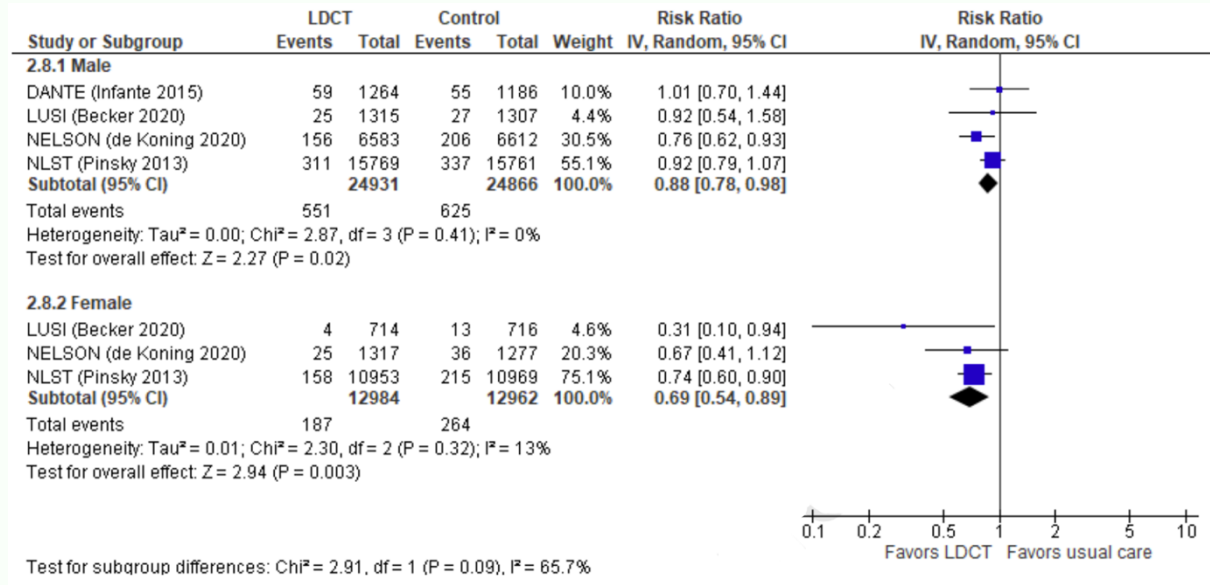 LDCT Control Risk Ratio Risk Ratio
Study or Subgroup Events Total Events Total Weight IV, Random, 95% CI IV, Random, 95% CI
2.8.1 Male
DANTE (Infante 2015) 59 1264 55 1186 10.0% 1.01 [0.70, 1.44]
LUSI (Becker 2020) 25 1315 27 1307 4.4% 0.92 [0.54, 1.58]
NELSON (de Koning 2020) 156 6583 206 6612 30.5% 0.76 [0.62, 0.93]
NLST (Pinsky 2013) 311 15769 337 15761 55.1% 0.92 [0.79, 1.07]
Subtotal (95% CI) 24931 24866 100.0% 0.88 [0.78, 0.98]
Total events 551 625
Heterogeneity: Tau² = 0.00; Chi² = 2.87, df = 3 (P = 0.41); I² = 0%
Test for overall effect: Z = 2.27 (P = 0.02)
2.8.2 Female
LUSI (Becker 2020) 4 714 13 716 4.6% 0.31 [0.10, 0.94]
NELSON (de Koning 2020) 25 1317 36 1277 20.3% 0.67 [0.41, 1.12]
NLST (Pinsky 2013) 158 10953 215 10969 75.1% 0.74 [0.60, 0.90]
Subtotal (95% CI) 12984 12962 100.0% 0.69 [0.54, 0.89]
Total events 187 264
Heterogeneity: Tau² = 0.01; Chi² = 2.30, df = 2 (P = 0.32); I² = 13%
Test for overall effect: Z = 2.94 (P = 0.003)
0.1 0.2 0.5 1 2 5 10
Favors LDCT Favors usual care
Test for subgroup differences: Chi² = 2.91, df = 1 (P = 0.09), I² = 65.7%